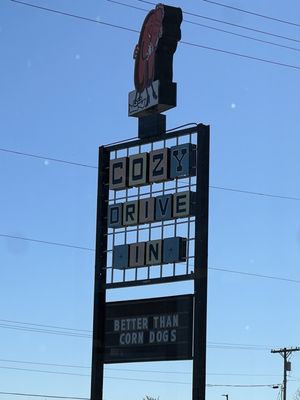 COZY
DRIVE
IN
BETTER THAN
CORN DOGS